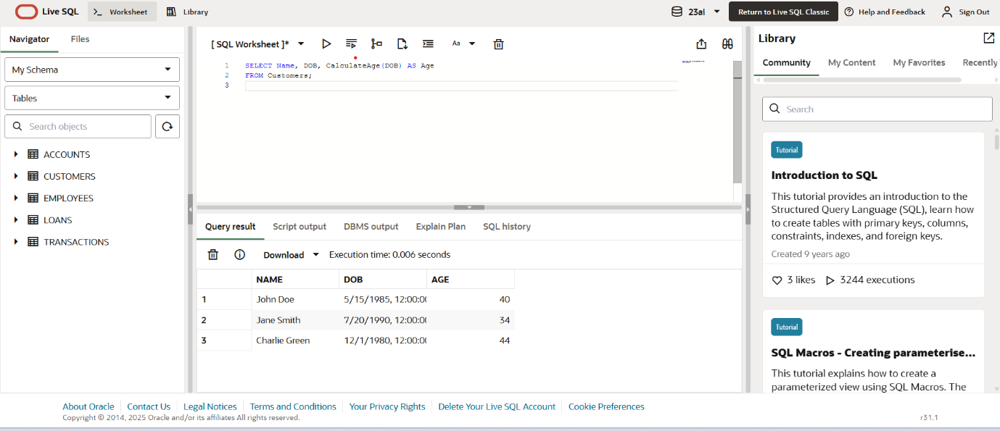 Live SQL
Worksheet
Library
23ai
Return to Live SQL Classic
Help and Feedback
Sign Out
Navigator
Files
My Schema
Tables
Search objects
ACCOUNTS
CUSTOMERS
EMPLOYEES
LOANS
TRANSACTIONS
[ SQL Worksheet ]*
Aa
1 SELECT Name, DOB, CalculateAge(DOB) AS Age
2 FROM Customers;
3
Query result
Script output
DBMS output
Explain Plan
SQL history
Download
Execution time: 0.006 seconds
NAME DOB AGE
1 John Doe 5/15/1985, 12:00:00 40
2 Jane Smith 7/20/1990, 12:00:00 34
3 Charlie Green 12/1/1980, 12:00:00 44
Library
Community
My Content
My Favorites
Recently
Search
Tutorial
Introduction to SQL
This tutorial provides an introduction to the
Structured Query Language (SQL), learn how
to create tables with primary keys, columns,
constraints, indexes, and foreign keys.
Created 9 years ago
3 likes
3244 executions
Tutorial
SQL Macros - Creating parameterise...
This tutorial explains how to create a
parameterized view using SQL Macros. The
About Oracle
Contact Us
Legal Notices
Terms and Conditions
Your Privacy Rights
Delete Your Live SQL Account
Cookie Preferences
Copyright © 2014, 2025 Oracle and/or its affiliates All rights reserved.
r31.1